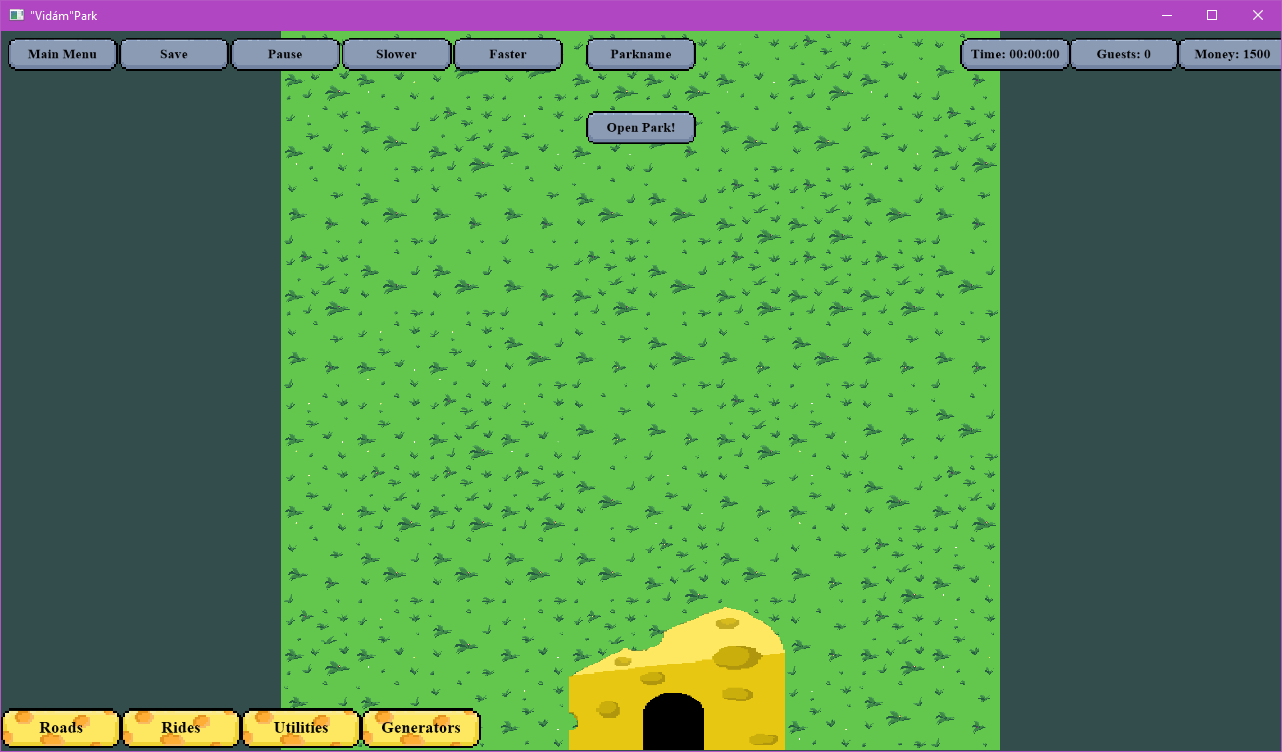 "Vidám"Park
Main Menu
Save
Pause
Slower
Faster
Parkname
Time: 00:00:00
Guests: 0
Money: 1500
Open Park!
Roads
Rides
Utilities
Generators